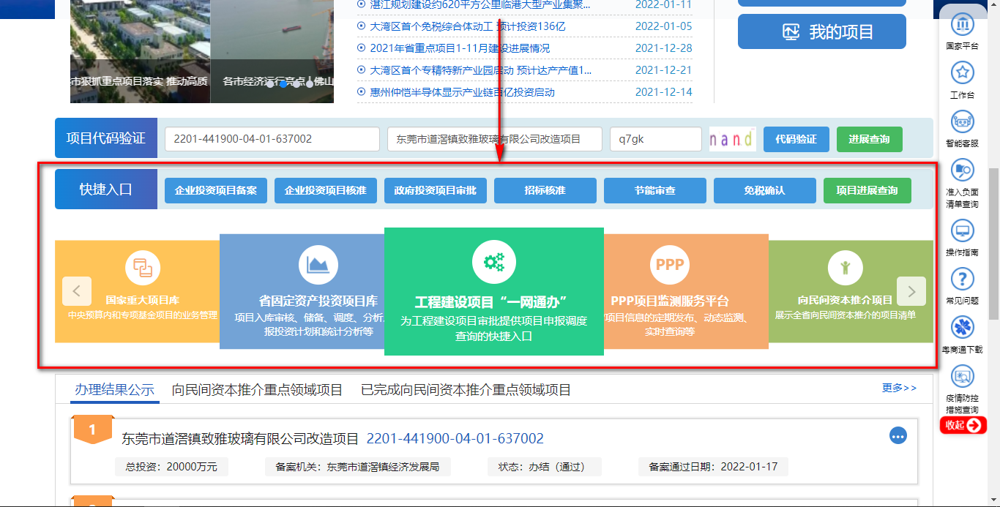 湛江规划建设约620平方公里临港大型产业集聚... 2022-01-11
大湾区首个免税综合体动工 预计投资136亿 2022-01-05
2021年省重点项目1-11月建设进展情况 2021-12-28
大湾区首个专精特新产业园启动 预计达产产值1... 2021-12-21
惠州仲恺半导体显示产业链百亿投资启动 2021-12-14
市狠抓重点项目落实 推动高质
各市经济运行亮点 | 佛山
我的项目
项目代码验证
2201-441900-04-01-637002
东莞市道滘镇致雅玻璃有限公司改造项目
q7gk
nand
代码验证
进展查询
快捷入口
企业投资项目备案
企业投资项目核准
政府投资项目审批
招标核准
节能审查
免税确认
项目进展查询
国家重大项目库
中央预算内和专项基金项目的业务管理
省固定资产投资项目库
项目入库审核、储备、调度、分析、
报投资计划和统计分析等
工程建设项目“一网通办”
为工程建设项目审批提供项目申报调度
查询的快捷入口
PPP
PPP项目监测服务平台
项目信息的定期发布、动态监测、
实时查询等
向民间资本推介项目
展示全省向民间资本推介的项目清单
办理结果公示
向民间资本推介重点领域项目
已完成向民间资本推介重点领域项目
更多>>
1
东莞市道滘镇致雅玻璃有限公司改造项目 2201-441900-04-01-637002
总投资：20000万元
备案机关：东莞市道滘镇经济发展局
状态：办结（通过）
备案通过日期：2022-01-17
国家平台
工作台
智能客服
准入负面
清单查询
操作指南
常见问题
粤商通下载
疫情防控
措施查询
收起